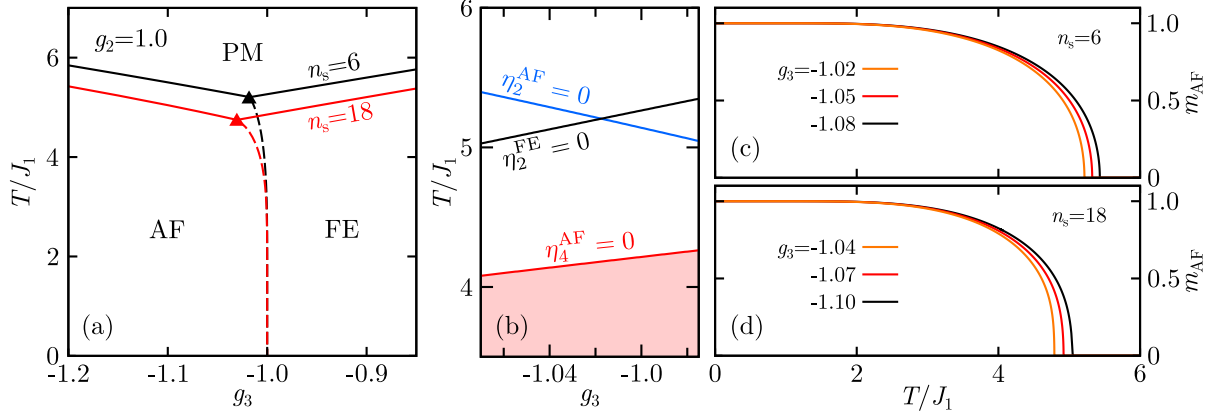 g₂=1.0
PM
nₛ=6
nₛ=18
AF
FE
(a)
T/J₁
6
4
2
0
-1.2
-1.1
-1.0
-0.9
g₃
η₂ᴬꟳ = 0
η₂ꟳᴱ = 0
η₄ᴬꟳ = 0
(b)
T/J₁
6
5
4
-1.04
-1.0
g₃
nₛ=6
g₃=-1.02
-1.05
-1.08
(c)
1.0
0.5
0
m_AF
nₛ=18
g₃=-1.04
-1.07
-1.10
(d)
1.0
0.5
0
m_AF
0
2
4
6
T/J₁